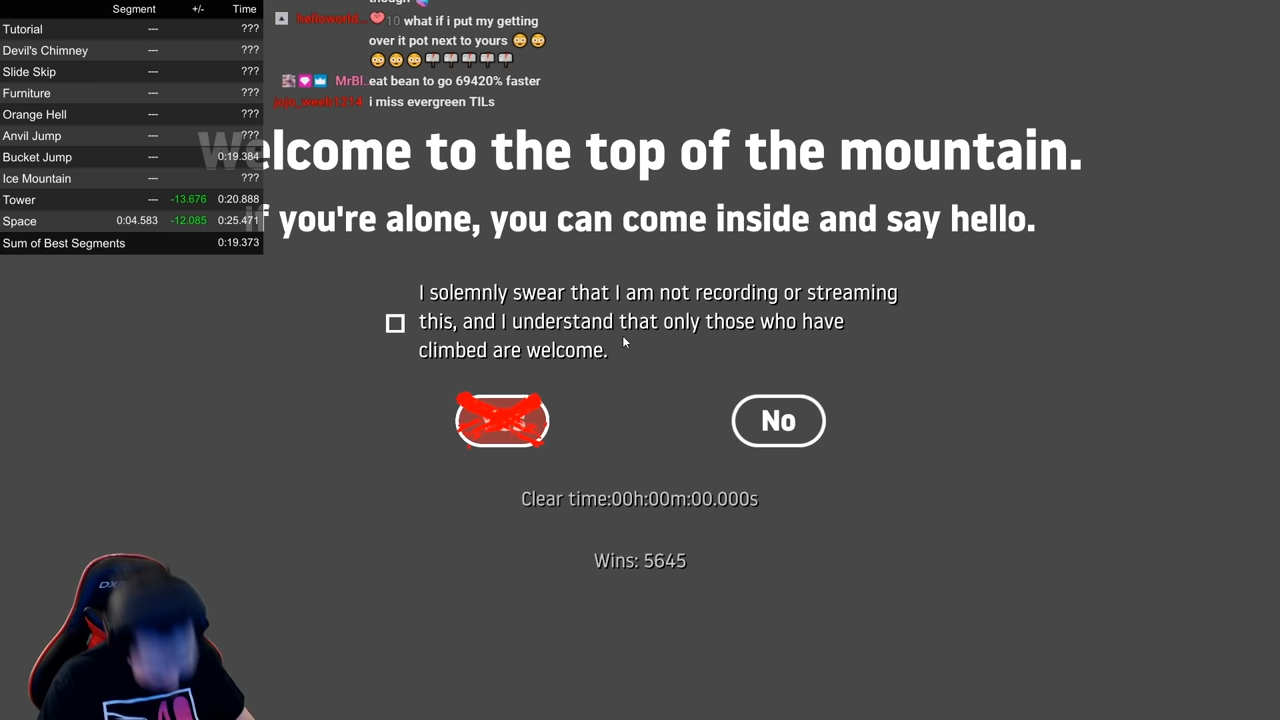 Segment +/- Time
Tutorial --- ???
Devil's Chimney --- ???
Slide Skip --- ???
Furniture --- ???
Orange Hell --- ???
Anvil Jump --- ???
Bucket Jump --- 0:19.384
Ice Mountain --- ???
Tower --- -13.676 0:20.888
Space 0:04.583 -12.085 0:25.471
Sum of Best Segments 0:19.373
helloworld... 10 what if i put my getting
over it pot next to yours 😳 😳
😳 😳 😳
MrBl.. eat bean to go 69420% faster
jojo_weeb1214 i miss evergreen TILs
Welcome to the top of the mountain.
If you're alone, you can come inside and say hello.
I solemnly swear that I am not recording or streaming
this, and I understand that only those who have
climbed are welcome.
No
Clear time:00h:00m:00.000s
Wins: 5645